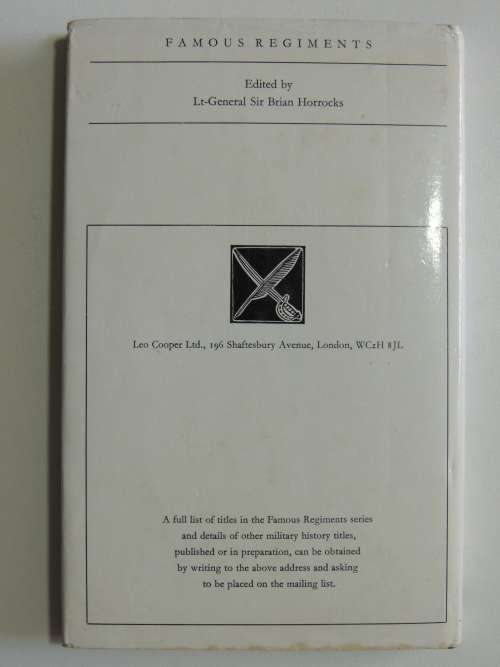 FAMOUS REGIMENTS
Edited by
Lt-General Sir Brian Horrocks
Leo Cooper Ltd., 196 Shaftesbury Avenue, London, WC2H 8JL
A full list of titles in the Famous Regiments series
and details of other military history titles,
published or in preparation, can be obtained
by writing to the above address and asking
to be placed on the mailing list.